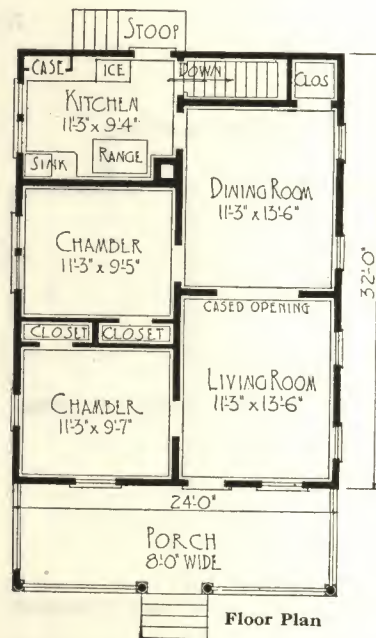 STOOP
CASE
ICE
DOWN
CLOS
KITCHEN
11'-3" x 9'-4"
SINK
RANGE
DINING ROOM
11'-3" x 13'-6"
CHAMBER
11'-3" x 9'-5"
32'-0"
CASED OPENING
CLOSET
CLOSET
LIVING ROOM
11'-3" x 13'-6"
CHAMBER
11'-3" x 9'-7"
24'-0"
PORCH
8'-0" WIDE
Floor Plan